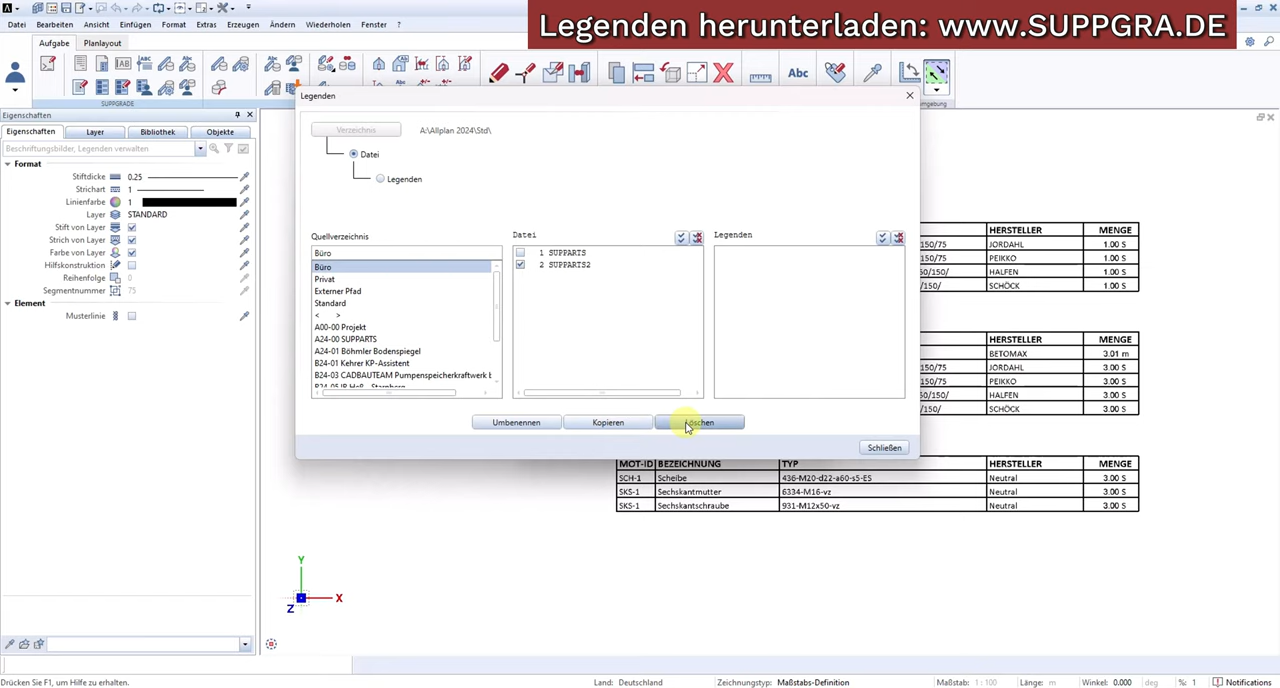 Legenden herunterladen: www.SUPPGRA.DE
Datei Bearbeiten Ansicht Einfügen Format Extras Erzeugen Ändern Wiederholen Fenster ?
Aufgabe Planlayout
Abc
SUPPGRADE
Eigenschaften
Eigenschaften Layer Bibliothek Objekte
Beschriftungsbilder, Legenden verwalten
Format
Stiftdicke 0.25
Strichart 1
Linienfarbe 1
Layer STANDARD
Stift von Layer
Strich von Layer
Farbe von Layer
Hilfskonstruktion
Reihenfolge 0
Segmentnummer 75
Element
Musterlinie
Legenden
Verzeichnis A:\Allplan 2024\Std\
Datei
Legenden
Quellverzeichnis Datei Legenden
Büro
Büro
Privat
Externer Pfad
Standard
< >
A00-00 Projekt
A24-00 SUPPARTS
A24-01 Böhmler Bodenspiegel
B24-01 Kehrer KP-Assistent
B24-03 CADBAUTEAM Pumpenspeicherkraftwerk
1 SUPPARTS
2 SUPPARTS2
Umbenennen Kopieren Löschen
Schließen
HERSTELLER MENGE
150/75 JORDAHL 1.00 S
PEIKKO 1.00 S
/150/ HALFEN 1.00 S
SCHÖCK 1.00 S
HERSTELLER MENGE
BETOMAX 3.01 m
150/75 JORDAHL 3.00 S
PEIKKO 3.00 S
HALFEN 3.00 S
SCHÖCK 3.00 S
MOT-ID BEZEICHNUNG TYP HERSTELLER MENGE
SCH-1 Scheibe 436-M20-d22-a60-s5-ES Neutral 3.00 S
SKS-1 Sechskantmutter 6334-M16-vz Neutral 3.00 S
SKS-1 Sechskantschraube 931-M12x50-vz Neutral 3.00 S
Y
X
Z
Drücken Sie F1, um Hilfe zu erhalten. Land: Deutschland Zeichnungstyp: Maßstabs-Definition Maßstab: 1 : 100 Länge: m Winkel: 0.000 deg %: 1 Notifications